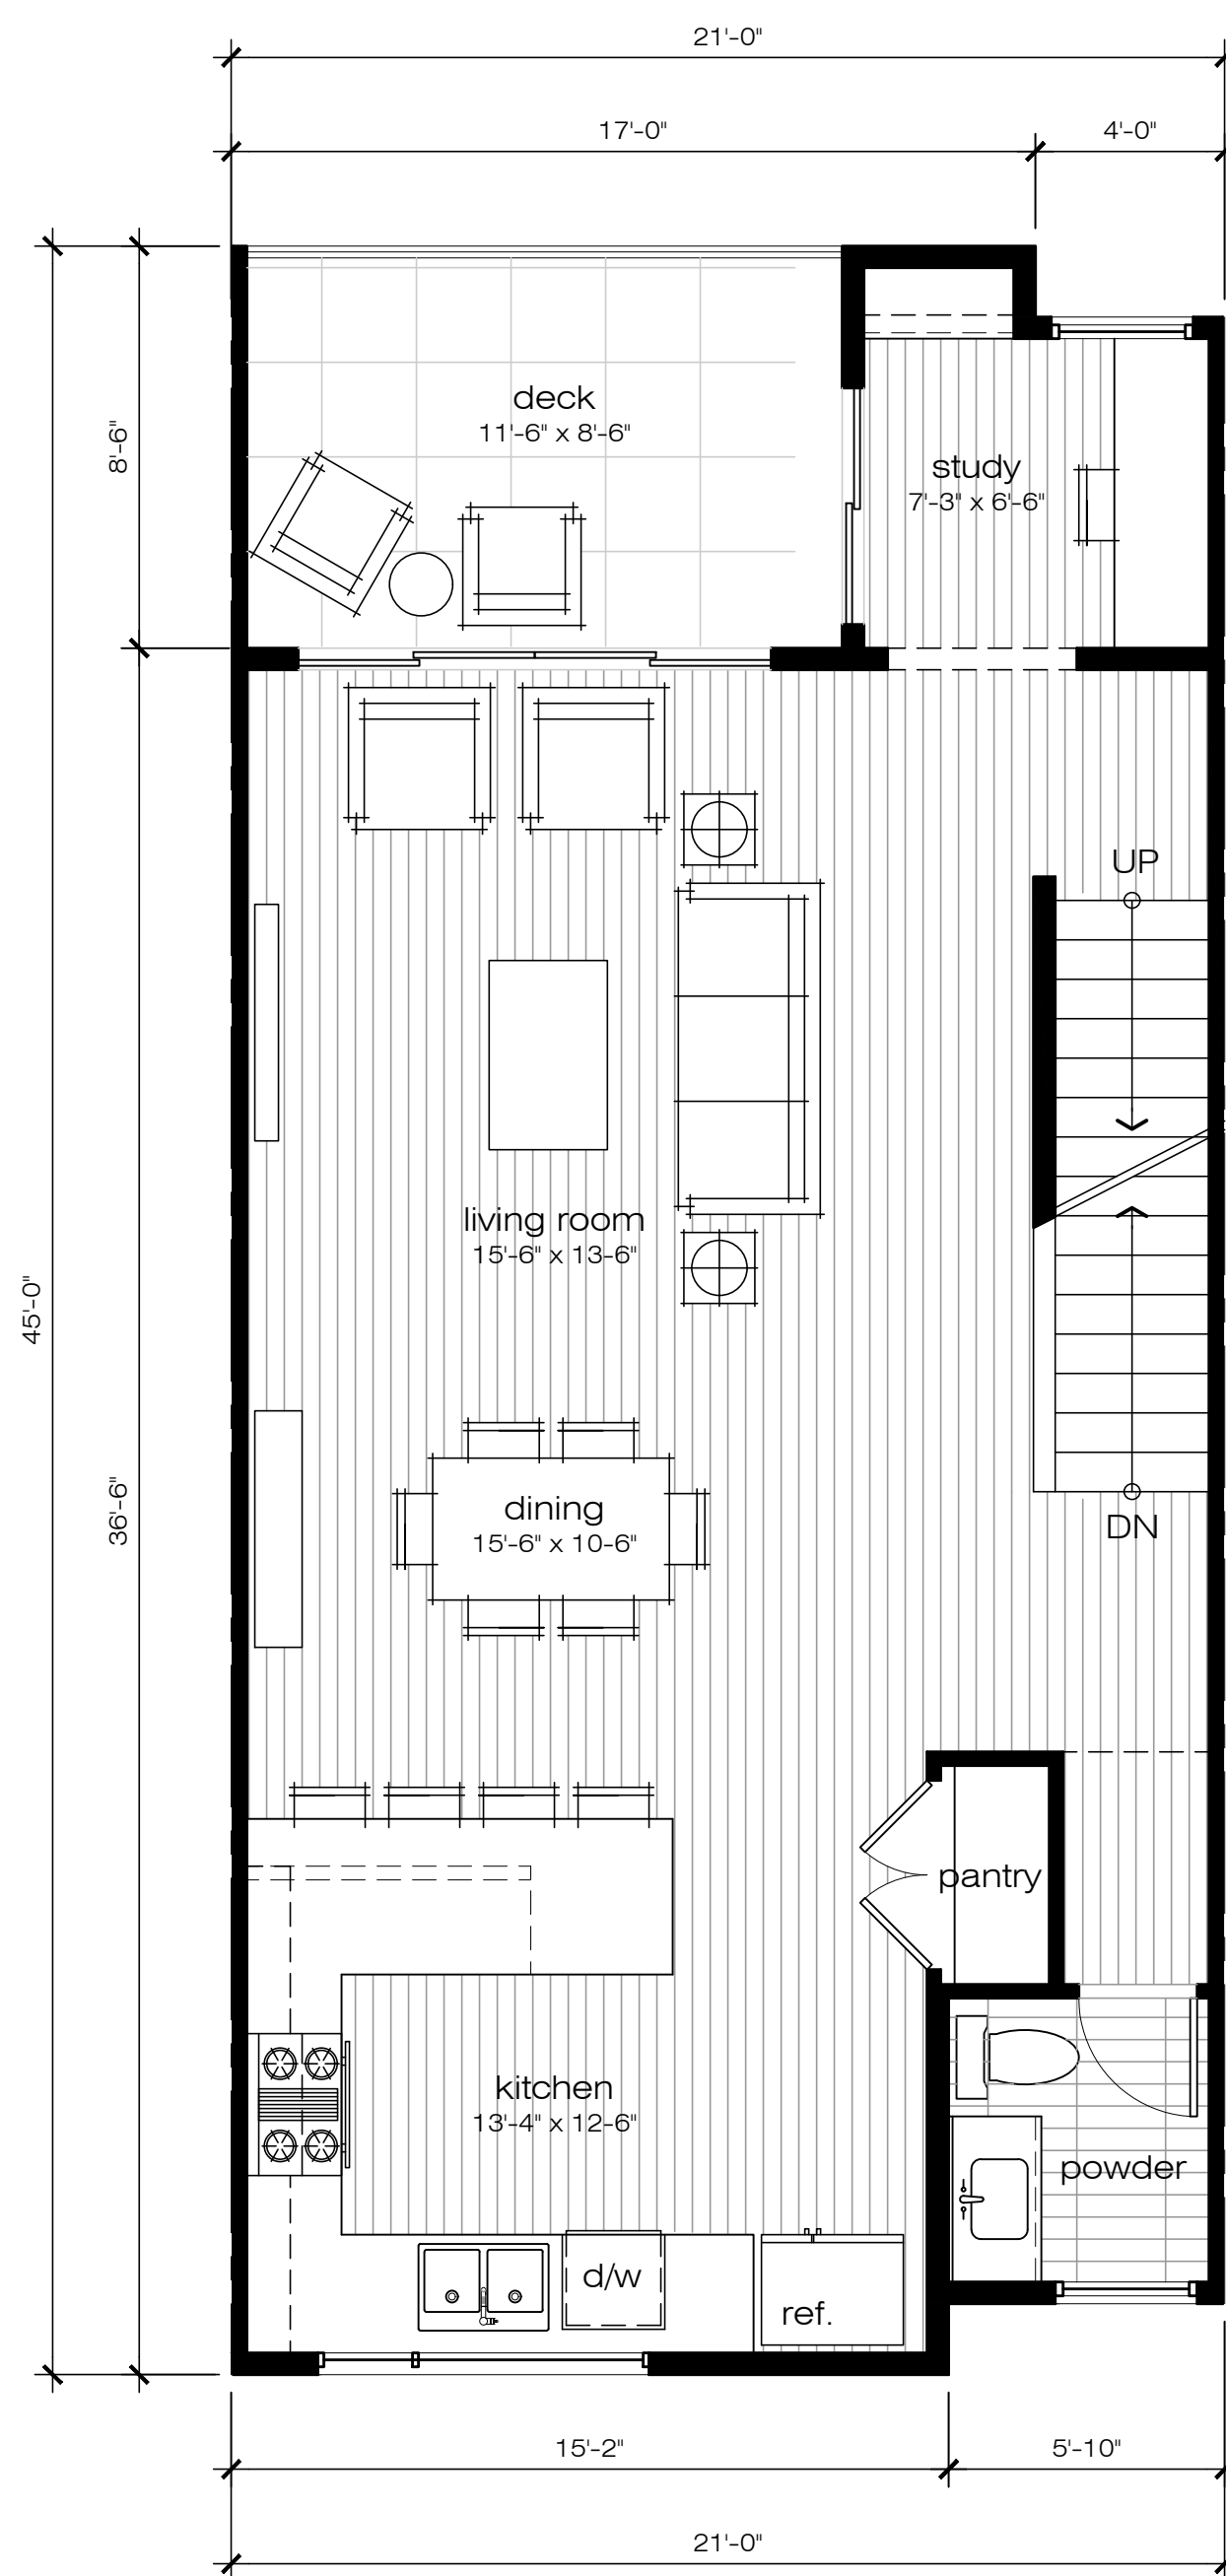 21'-0"
17'-0"
4'-0"
deck
11'-6" x 8'-6"
8'-6"
study
7'-3" x 6'-6"
UP
living room
15'-6" x 13-6"
45'-0"
36'-6"
dining
15'-6" x 10-6"
DN
pantry
kitchen
13'-4" x 12-6"
powder
d/w
ref.
15'-2"
5'-10"
21'-0"